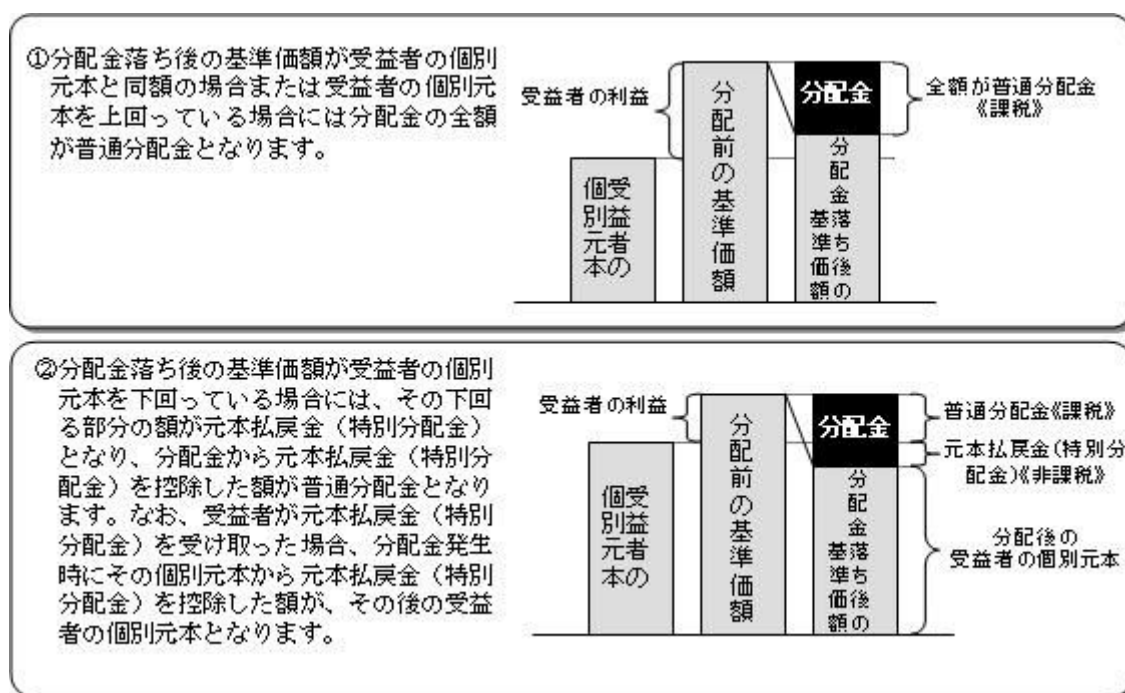 ①分配金落ち後の基準価額が受益者の個別
元本と同額の場合または受益者の個別元
本を上回っている場合には分配金の全額
が普通分配金となります。
受益者の利益
受益者の
個別元本
分配前の基準価額
分配金
分配金落ち後の
基準価額
全額が普通分配金
《課税》
②分配金落ち後の基準価額が受益者の個別
元本を下回っている場合には、その下回
る部分の額が元本払戻金(特別分配金)
となり、分配金から元本払戻金(特別分
配金)を控除した額が普通分配金となり
ます。なお、受益者が元本払戻金(特別
分配金)を受け取った場合、分配金発生
時にその個別元本から元本払戻金(特別
分配金)を控除した額が、その後の受益
者の個別元本となります。
受益者の利益
受益者の
個別元本
分配前の基準価額
分配金
分配金落ち後の
基準価額
普通分配金《課税》
元本払戻金(特別分
配金)《非課税》
分配後の
受益者の個別元本